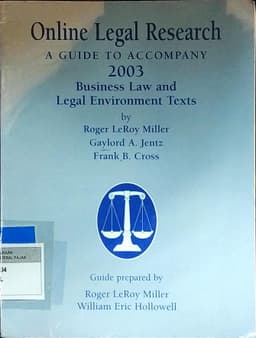 Online Legal Research
A GUIDE TO ACCOMPANY
2003
Business Law and
Legal Environment Texts
by
Roger LeRoy Miller
Gaylord A. Jentz
Frank B. Cross
Guide prepared by
Roger LeRoy Miller
William Eric Hollowell